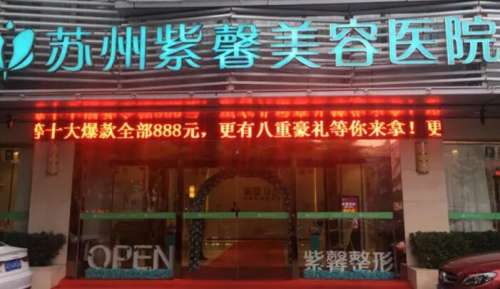 苏州紫馨美容医院
等十大爆款全部888元，更有八重豪礼等你来拿！更
OPEN
紫馨整形